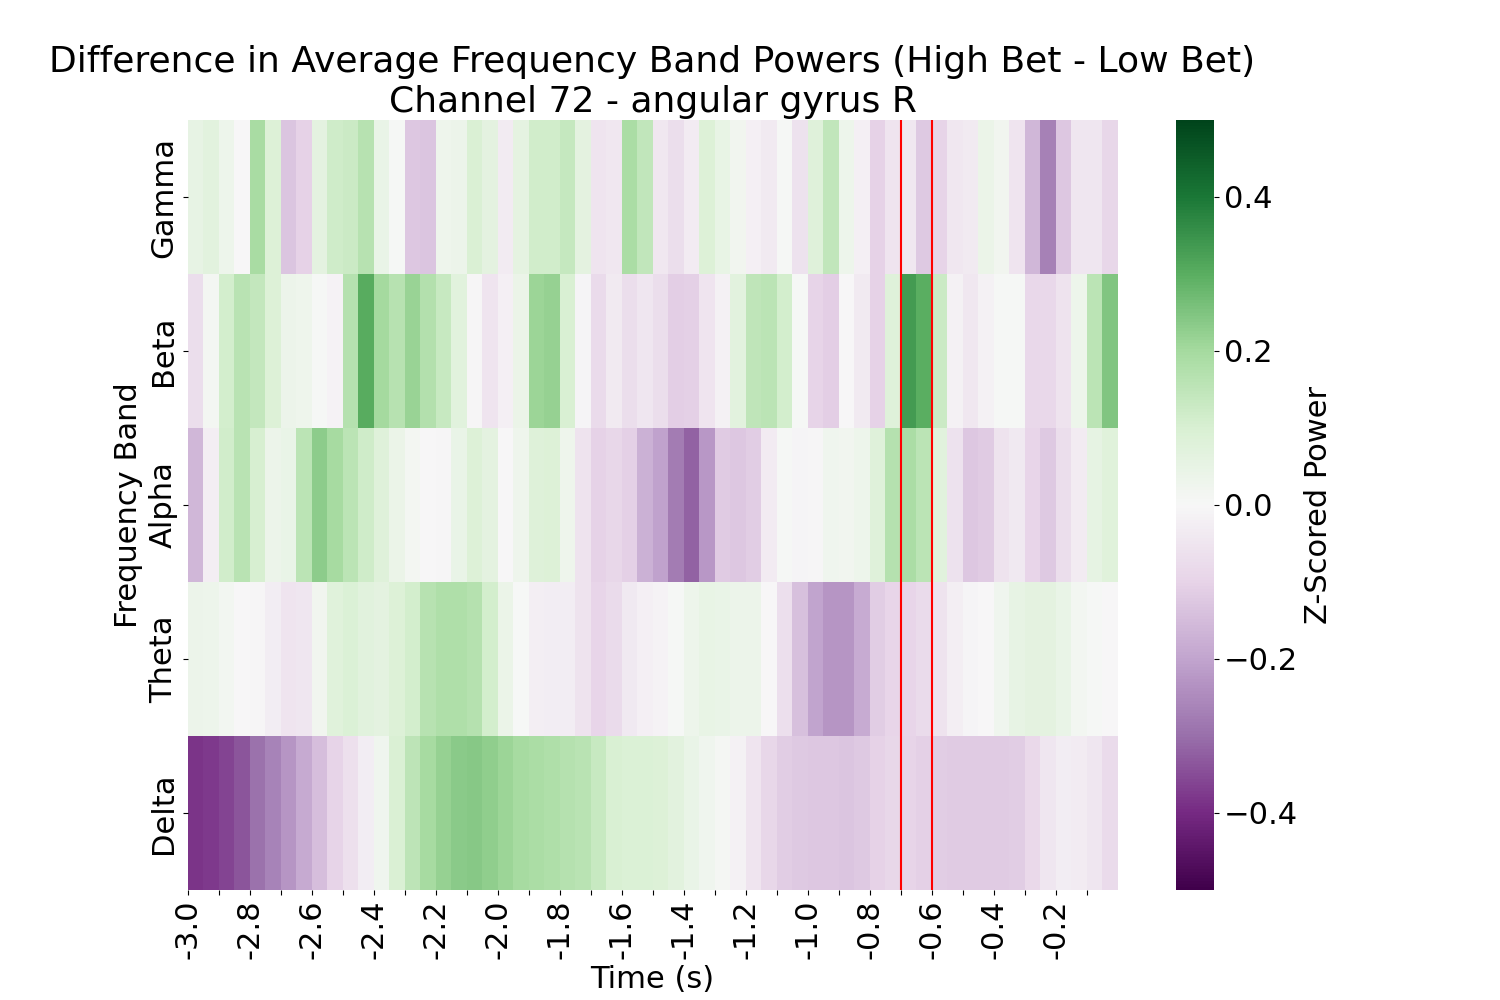 Difference in Average Frequency Band Powers (High Bet - Low Bet)
Channel 72 - angular gyrus R
Frequency Band
Gamma
Beta
Alpha
Theta
Delta
-3.0
-2.8
-2.6
-2.4
-2.2
-2.0
-1.8
-1.6
-1.4
-1.2
-1.0
-0.8
-0.6
-0.4
-0.2
Time (s)
0.4
0.2
0.0
−0.2
−0.4
Z-Scored Power